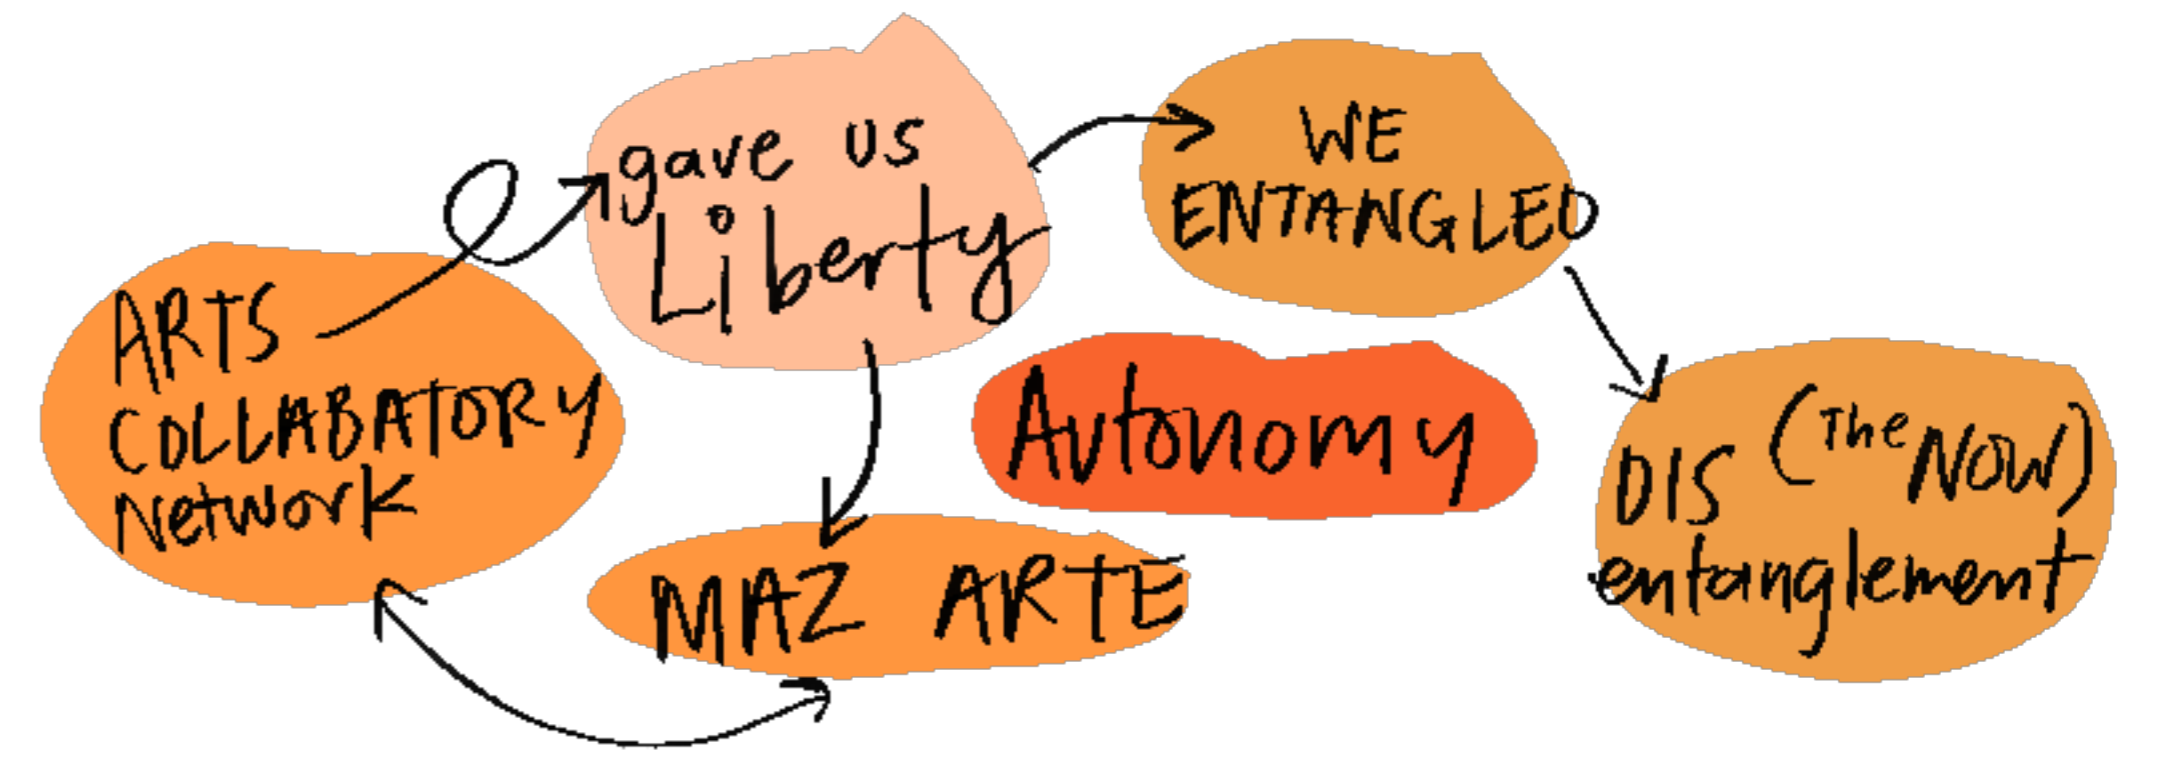 ARTS
COLLABATORY
Network
gave us
Liberty
WE
ENTANGLED
Autonomy
MAZ ARTE
DIS (The NOW)
entanglement